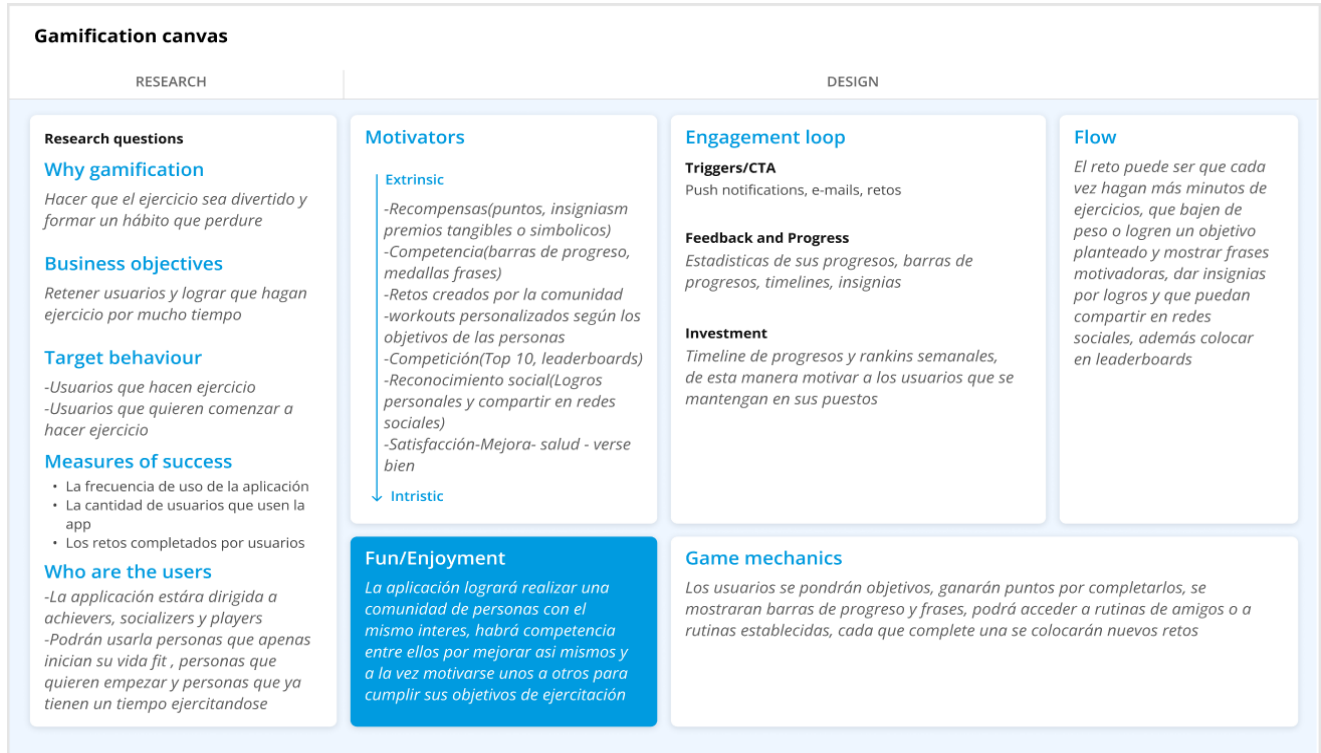 Gamification canvas
RESEARCH
DESIGN
Research questions
Why gamification
Hacer que el ejercicio sea divertido y
formar un hábito que perdure
Business objectives
Retener usuarios y lograr que hagan
ejercicio por mucho tiempo
Target behaviour
-Usuarios que hacen ejercicio
-Usuarios que quieren comenzar a
hacer ejercicio
Measures of success
• La frecuencia de uso de la aplicación
• La cantidad de usuarios que usen la
app
• Los retos completados por usuarios
Who are the users
-La appplicación estára dirigida a
achievers, socializers y players
-Podrán usarla personas que apenas
inician su vida fit , personas que
quieren empezar y personas que ya
tienen un tiempo ejercitandose
Motivators
Extrinsic
-Recompensas(puntos, insigniasm
premios tangibles o simbolicos)
-Competencia(barras de progreso,
medallas frases)
-Retos creados por la comunidad
-workouts personalizados según los
objetivos de las personas
-Competición(Top 10, leaderboards)
-Reconocimiento social(Logros
personales y compartir en redes
sociales)
-Satisfacción-Mejora- salud - verse
bien
Intristic
Engagement loop
Triggers/CTA
Push notifications, e-mails, retos
Feedback and Progress
Estadisticas de sus progresos, barras de
progresos, timelines, insignias
Investment
Timeline de progresos y rankins semanales,
de esta manera motivar a los usuarios que se
mantengan en sus puestos
Flow
El reto puede ser que cada
vez hagan más minutos de
ejercicios, que bajen de
peso o logren un objetivo
planteado y mostrar frases
motivadoras, dar insignias
por logros y que puedan
compartir en redes
sociales, además colocar
en leaderboards
Fun/Enjoyment
La aplicación logrará realizar una
comunidad de personas con el
mismo interes, habrá competencia
entre ellos por mejorar asi mismos y
a la vez motivarse unos a otros para
cumplir sus objetivos de ejercitación
Game mechanics
Los usuarios se pondrán objetivos, ganarán puntos por completarlos, se
mostraran barras de progreso y frases, podrá acceder a rutinas de amigos o a
rutinas establecidas, cada que complete una se colocarán nuevos retos